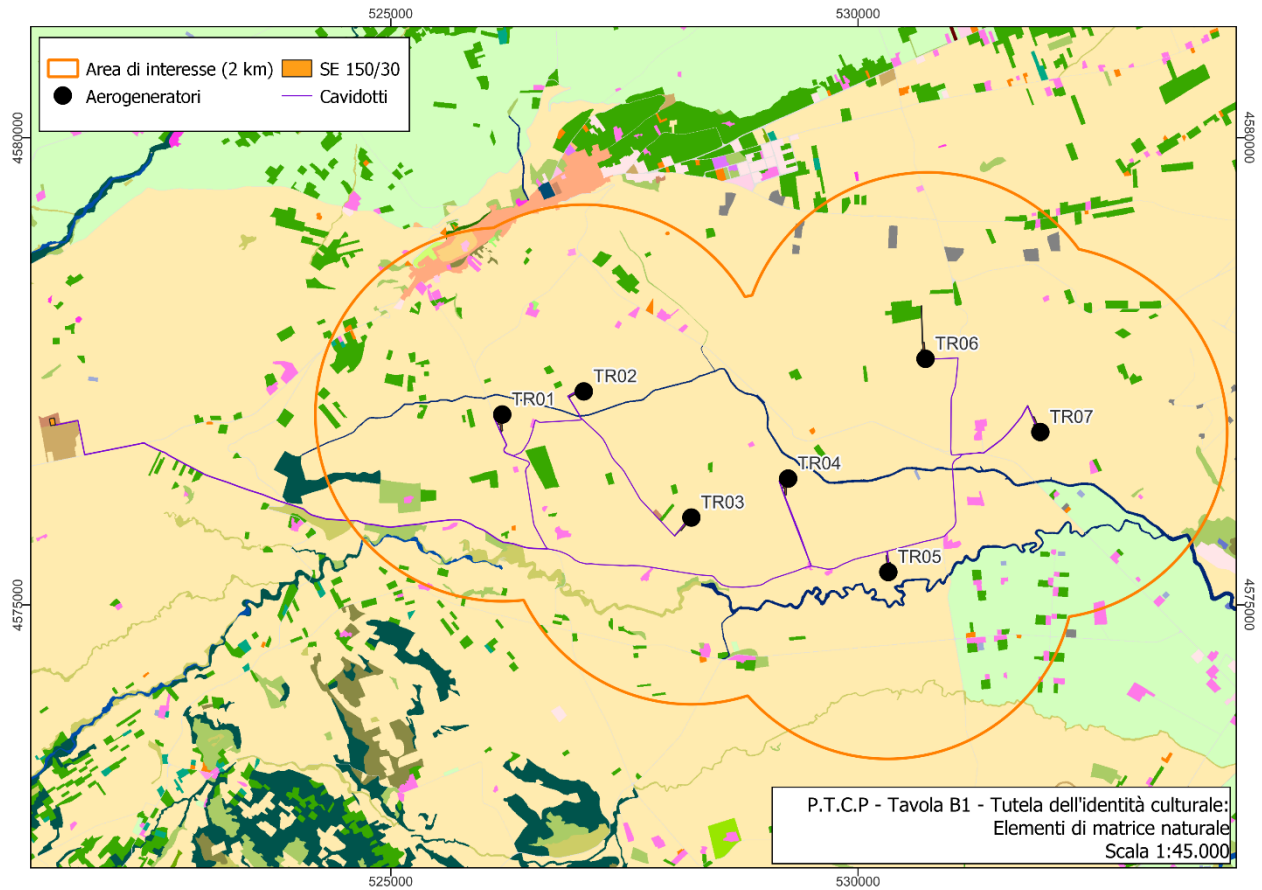 525000 530000
Area di interesse (2 km) SE 150/30
Aerogeneratori Cavidotti
4580000 4580000
TR06
TR02
TR01
TR07
TR04
TR03
TR05
4575000 4575000
P.T.C.P - Tavola B1 - Tutela dell'identità culturale:
Elementi di matrice naturale
Scala 1:45.000
525000 530000